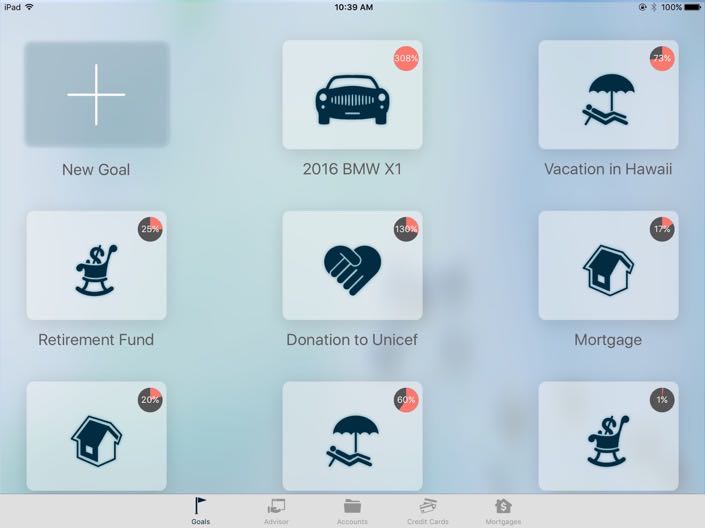 iPad 10:39 AM 100%
308% 73%
New Goal 2016 BMW X1 Vacation in Hawaii
25% 130% 17%
Retirement Fund Donation to Unicef Mortgage
20% 60% 1%
Goals Advisor Accounts Credit Cards Mortgages